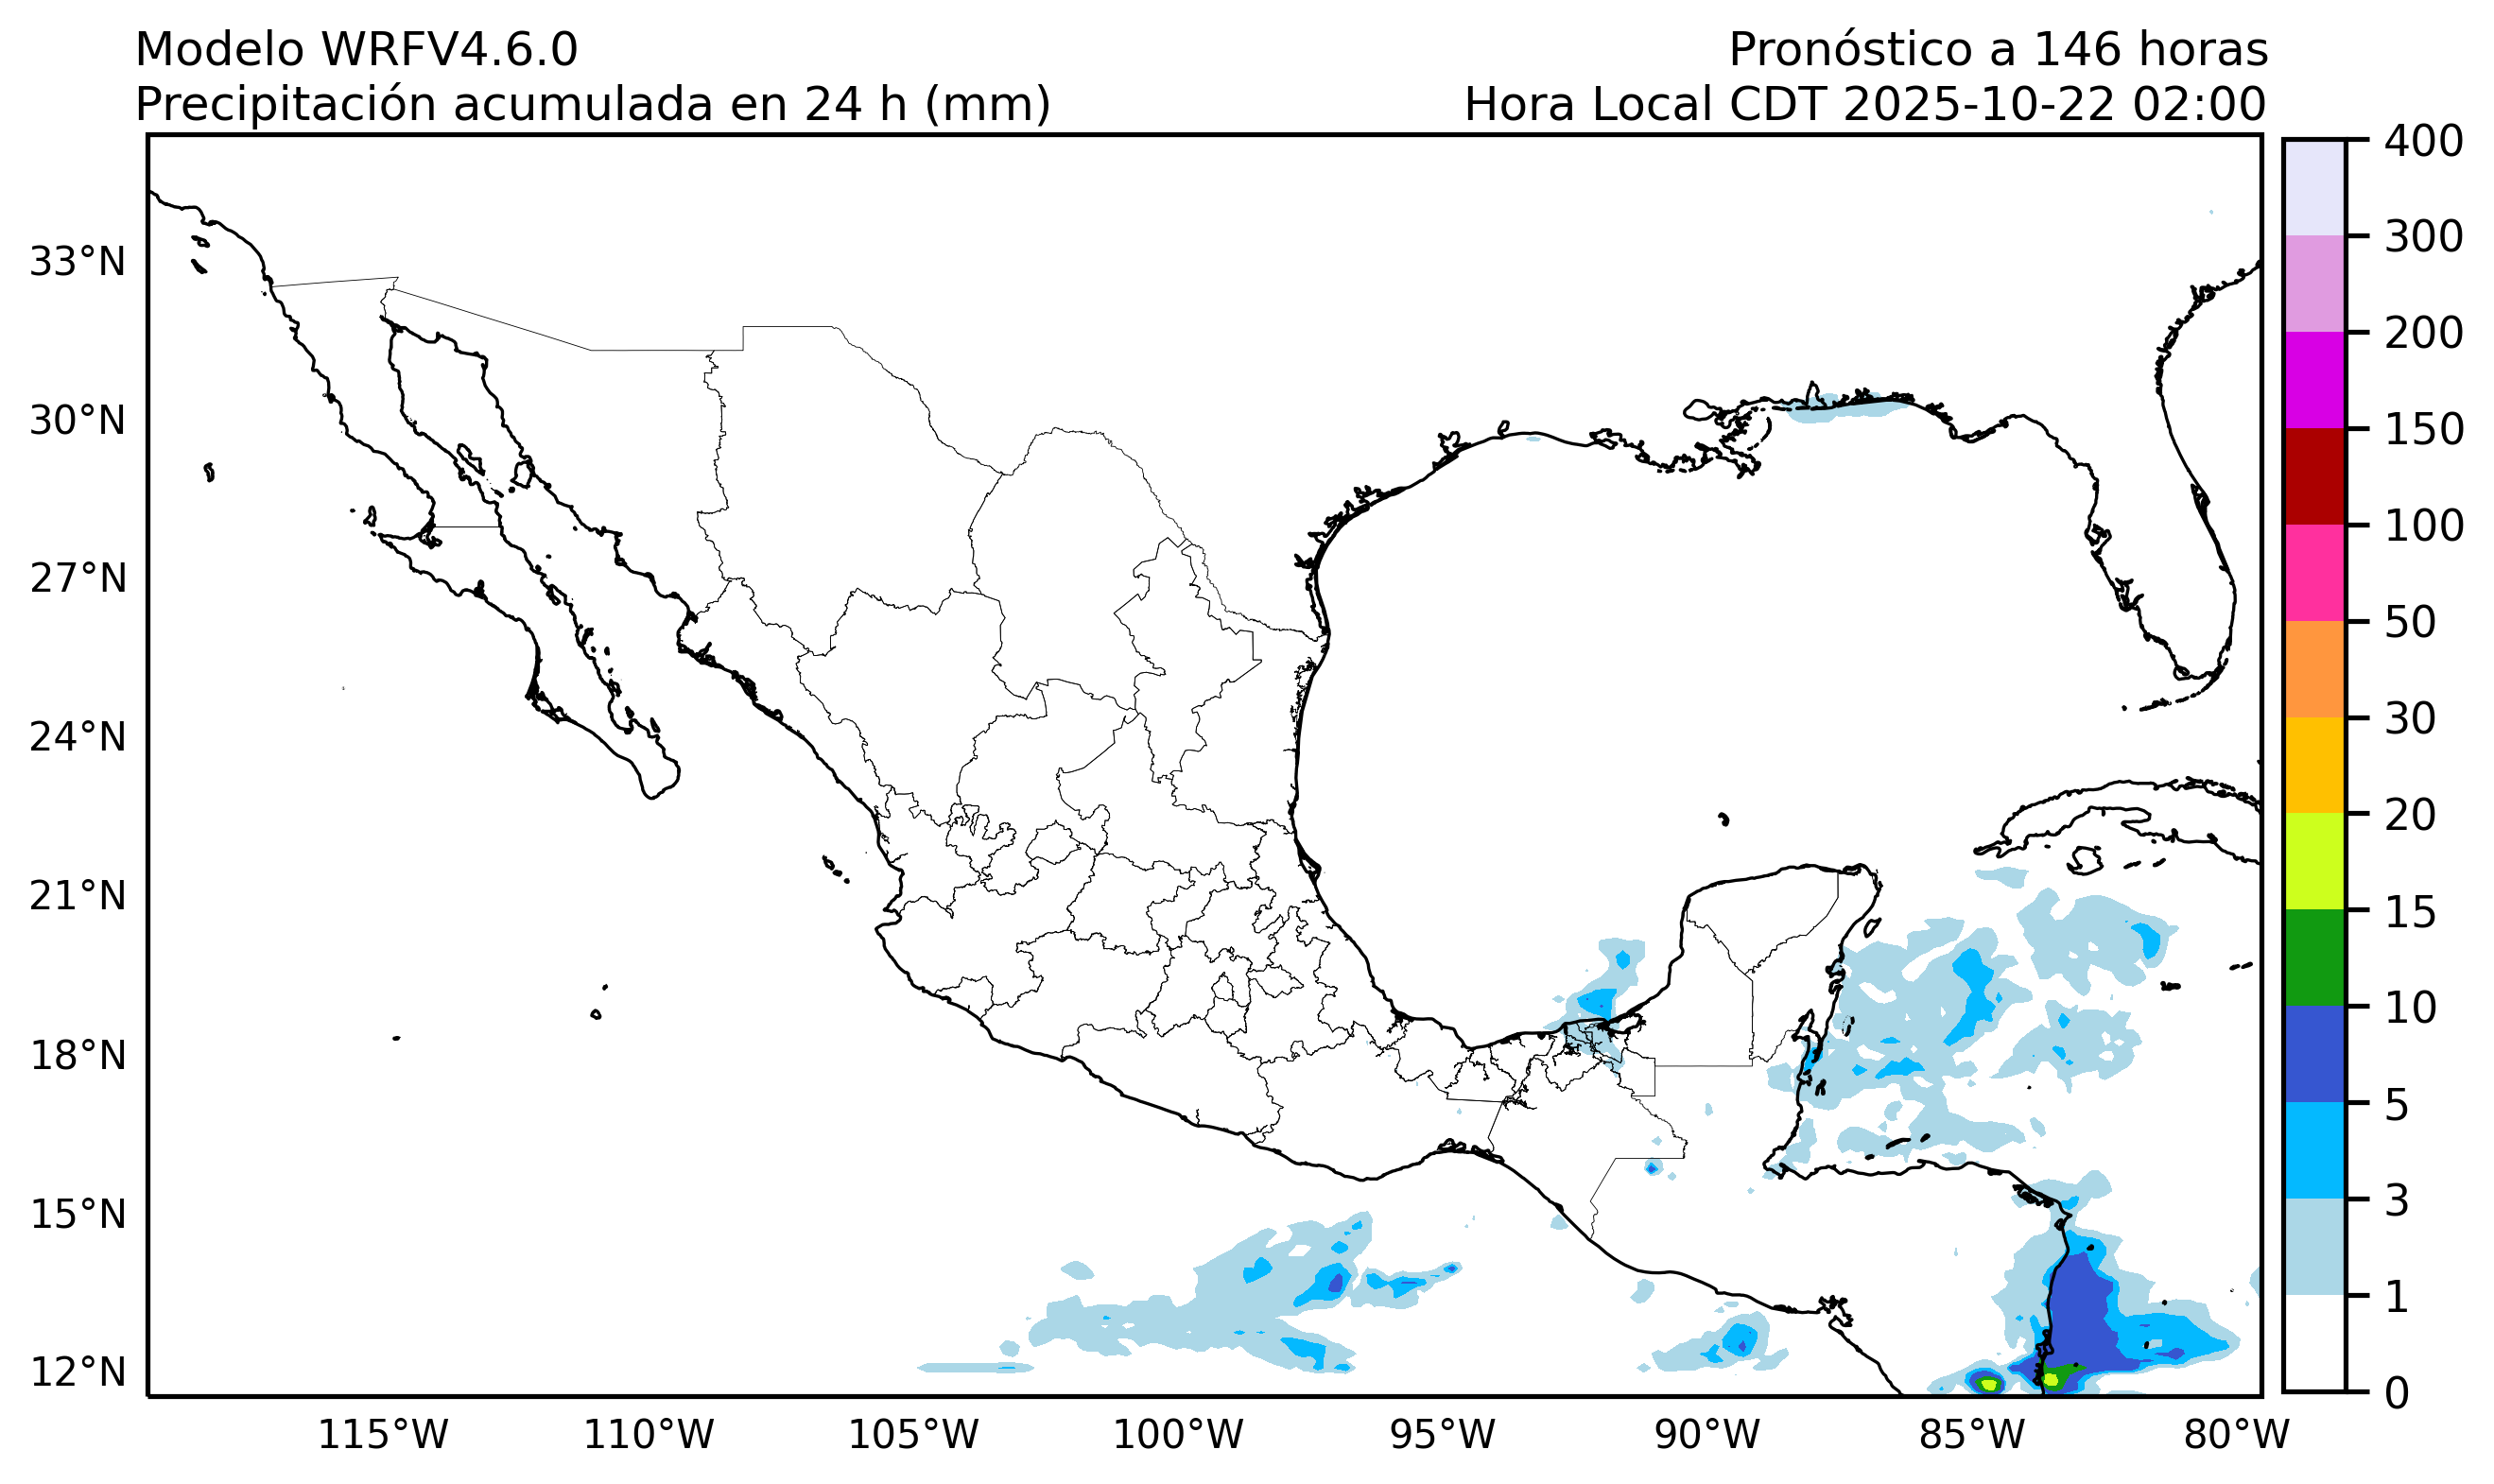 Modelo WRFV4.6.0
Pronóstico a 146 horas
Precipitación acumulada en 24 h (mm)
Hora Local CDT 2025-10-22 02:00
33°N
30°N
27°N
24°N
21°N
18°N
15°N
12°N
115°W
110°W
105°W
100°W
95°W
90°W
85°W
80°W
400
300
200
150
100
50
30
20
15
10
5
3
1
0